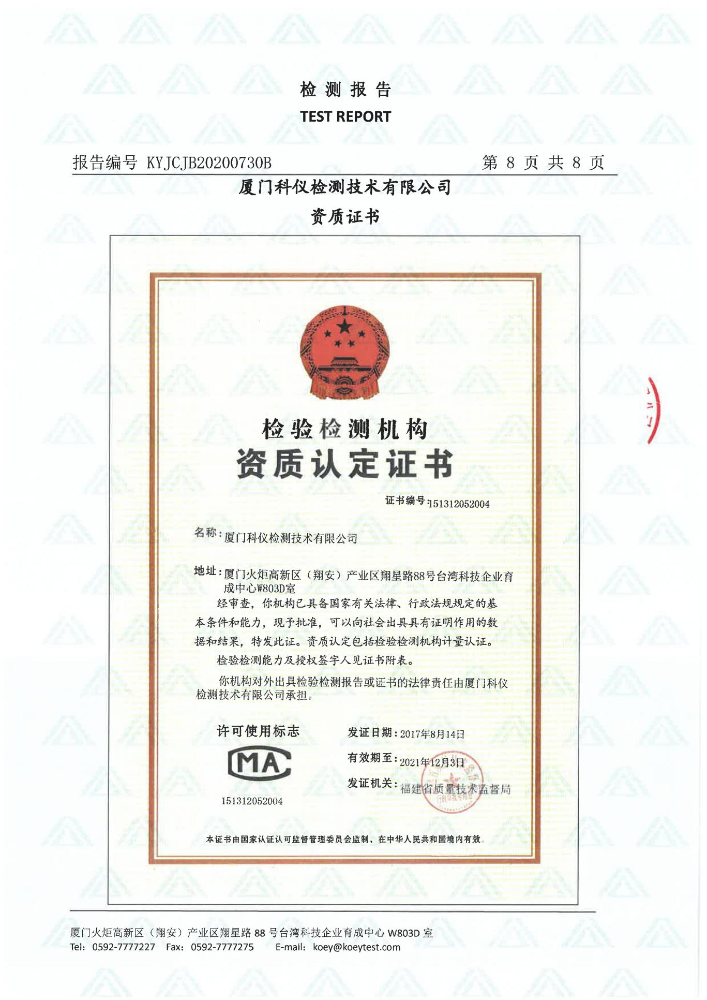 检测报告
TEST REPORT
报告编号 KYJCJB20200730B
第 8 页 共 8 页
厦门科仪检测技术有限公司
资质证书
检验检测机构
资质认定证书
证书编号:151312052004
名称:厦门科仪检测技术有限公司
地址:厦门火炬高新区（翔安）产业区翔星路88号台湾科技企业育
成中心W803D室
经审查，你机构已具备国家有关法律、行政法规规定的基
本条件和能力，现予批准，可以向社会出具具有证明作用的数
据和结果，特发此证。资质认定包括检验检测机构计量认证。
检验检测能力及授权签字人见证书附表。
你机构对外出具检验检测报告或证书的法律责任由厦门科仪
检测技术有限公司承担。
许可使用标志
MA
151312052004
发证日期:2017年8月14日
有效期至:2021年12月3日
发证机关:福建省质量技术监督局
本证书由国家认证认可监督管理委员会监制，在中华人民共和国境内有效。
厦门火炬高新区（翔安）产业区翔星路 88 号台湾科技企业育成中心 W803D 室
Tel: 0592-7777227 Fax: 0592-7777275 E-mail: koey@koeytest.com